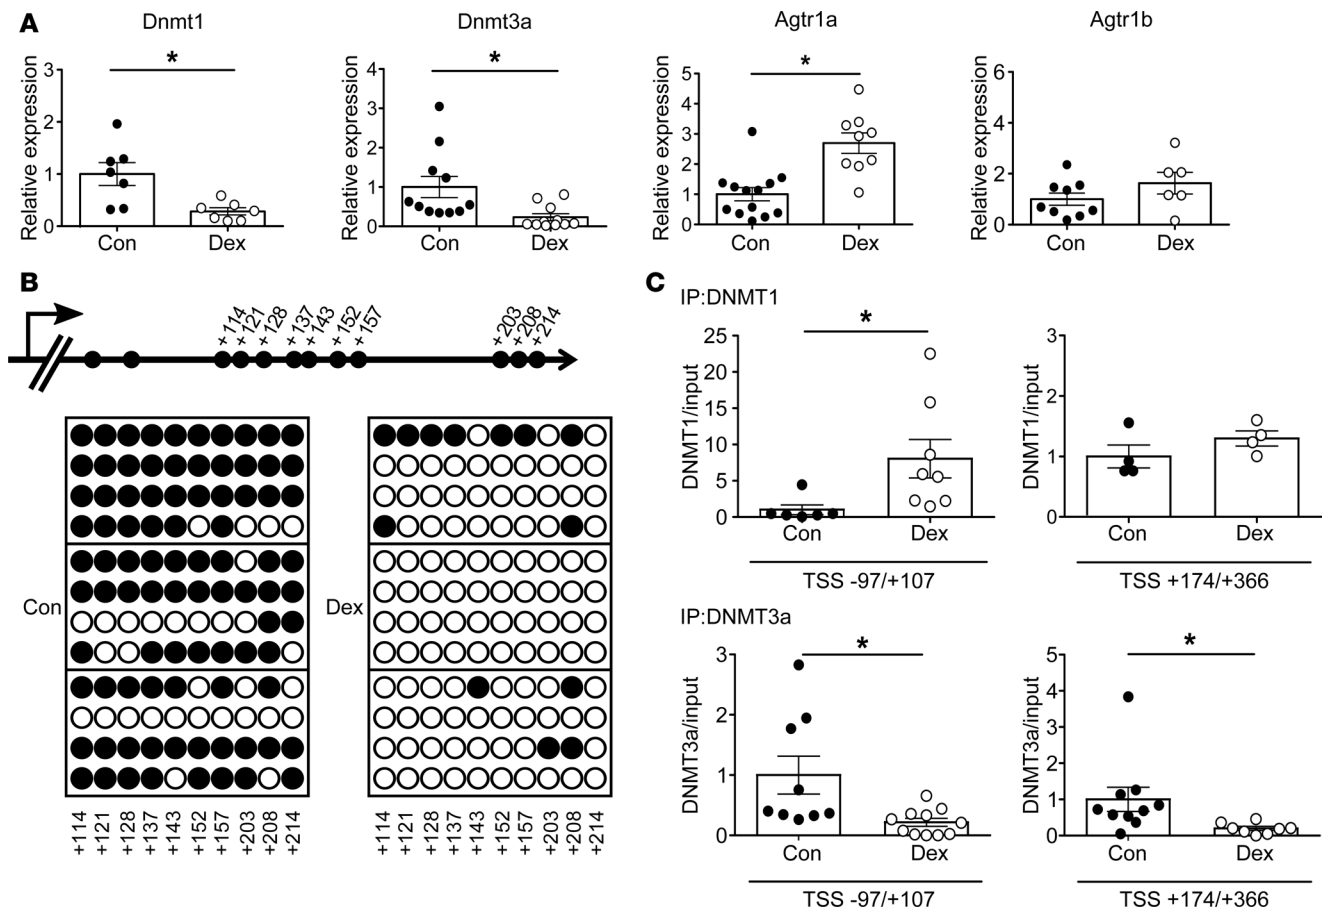 A
Dnmt1
Dnmt3a
Agtr1a
Agtr1b
Relative expression
3
2
1
0
*
Con
Dex
Relative expression
4
3
2
1
0
*
Con
Dex
Relative expression
5
4
3
2
1
0
*
Con
Dex
Relative expression
6
4
2
0
Con
Dex
B
+114
+121
+128
+137
+143
+152
+157
+203
+208
+214
Con
Dex
+114
+121
+128
+137
+143
+152
+157
+203
+208
+214
+114
+121
+128
+137
+143
+152
+157
+203
+208
+214
C
IP:DNMT1
DNMT1/input
25
20
15
10
5
0
*
Con
Dex
TSS -97/+107
DNMT1/input
3
2
1
0
Con
Dex
TSS +174/+366
IP:DNMT3a
DNMT3a/input
3
2
1
0
*
Con
Dex
TSS -97/+107
DNMT3a/input
5
4
3
2
1
0
*
Con
Dex
TSS +174/+366